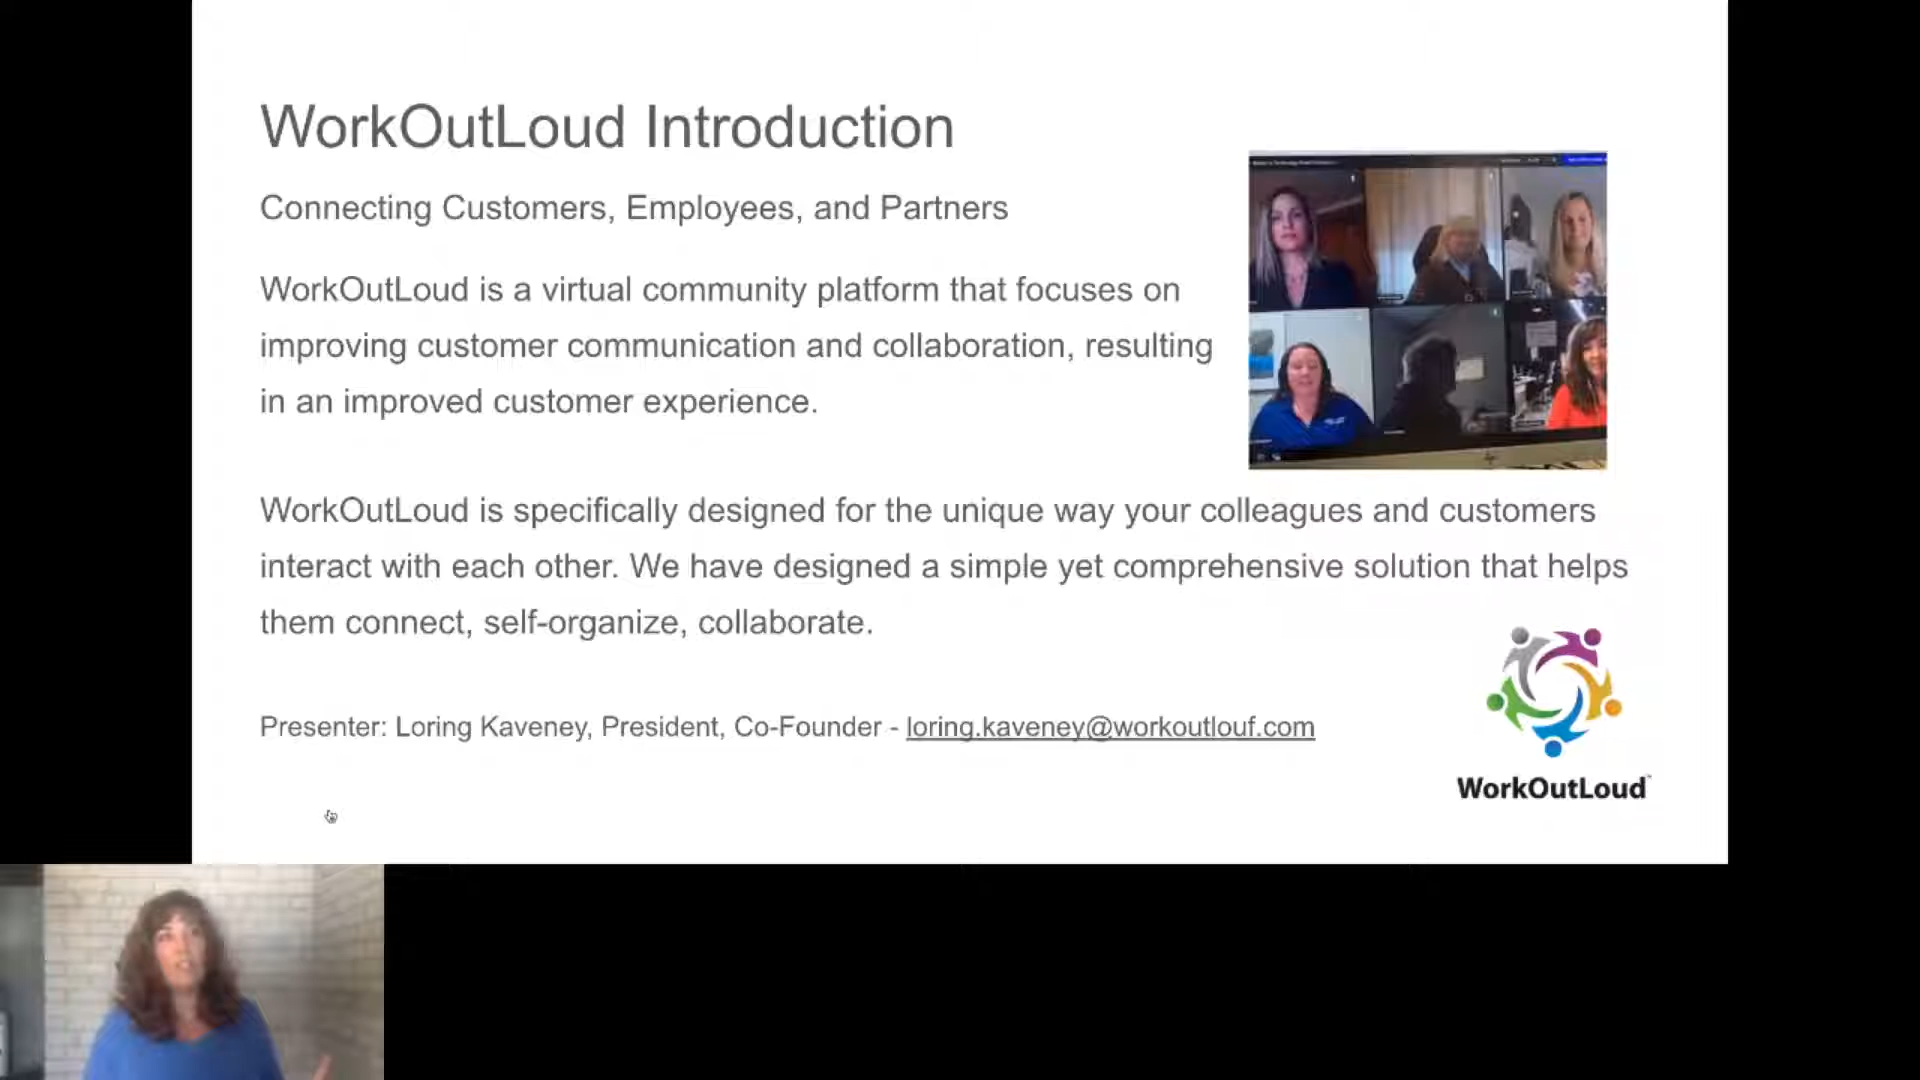 WorkOutLoud Introduction
Connecting Customers, Employees, and Partners
WorkOutLoud is a virtual community platform that focuses on
improving customer communication and collaboration, resulting
in an improved customer experience.
WorkOutLoud is specifically designed for the unique way your colleagues and customers
interact with each other. We have designed a simple yet comprehensive solution that helps
them connect, self-organize, collaborate.
Presenter: Loring Kaveney, President, Co-Founder - loring.kaveney@workoutlouf.com
WorkOutLoud